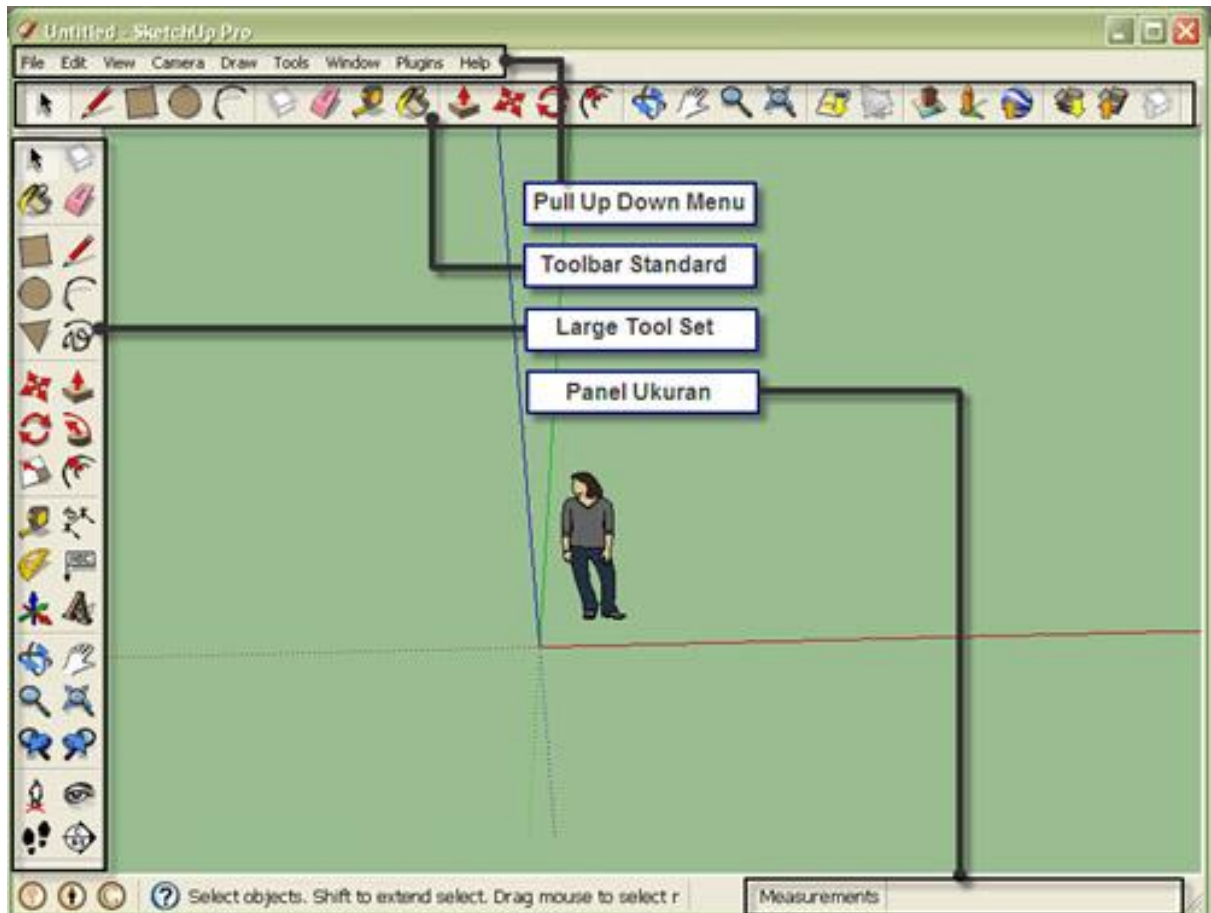 Untitled - SketchUp Pro
File Edit View Camera Draw Tools Window Plugins Help
Pull Up Down Menu
Toolbar Standard
Large Tool Set
Panel Ukuran
ABC
Select objects. Shift to extend select. Drag mouse to select r
Measurements